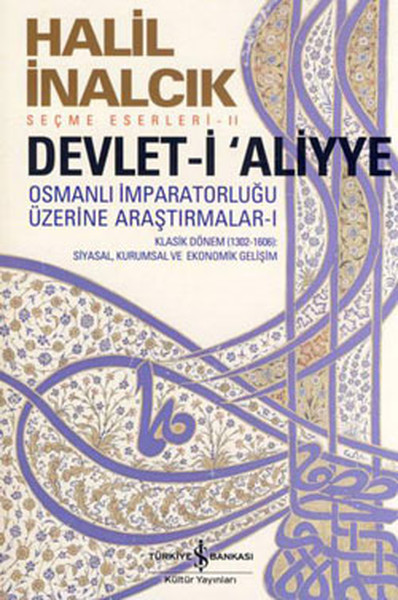 HALİL
İNALCIK
SEÇME ESERLERİ - II
DEVLET-İ ‘ALİYYE
OSMANLI İMPARATORLUĞU
ÜZERİNE ARAŞTIRMALAR-I
KLASİK DÖNEM (1302-1606):
SİYASAL, KURUMSAL VE EKONOMİK GELİŞİM
TÜRKİYE İŞ BANKASI
Kültür Yayınları